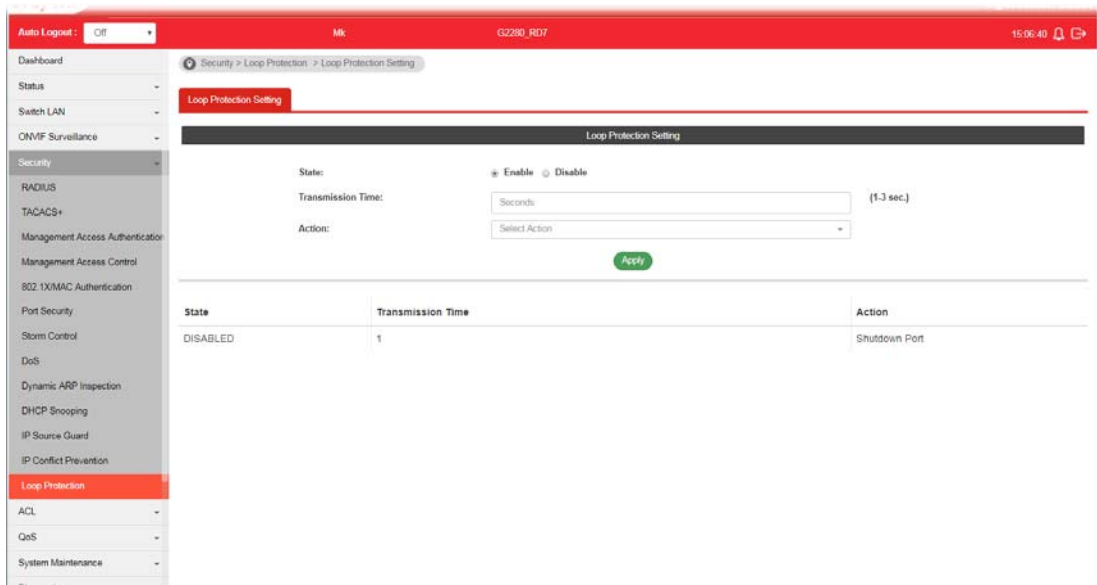 Auto Logout : Off Mk G2280_RD7 15:06:40
Dashboard
Security > Loop Protection > Loop Protection Setting
Status
Switch LAN
Loop Protection Setting
ONVIF Surveillance
Loop Protection Setting
Security
State: Enable Disable
RADIUS
Transmission Time: Seconds (1-3 sec.)
TACACS+
Action: Select Action
Management Access Authentication
Management Access Control
Apply
802.1X/MAC Authentication
Port Security
State Transmission Time Action
Storm Control
DISABLED 1 Shutdown Port
DoS
Dynamic ARP Inspection
DHCP Snooping
IP Source Guard
IP Conflict Prevention
Loop Protection
ACL
QoS
System Maintenance